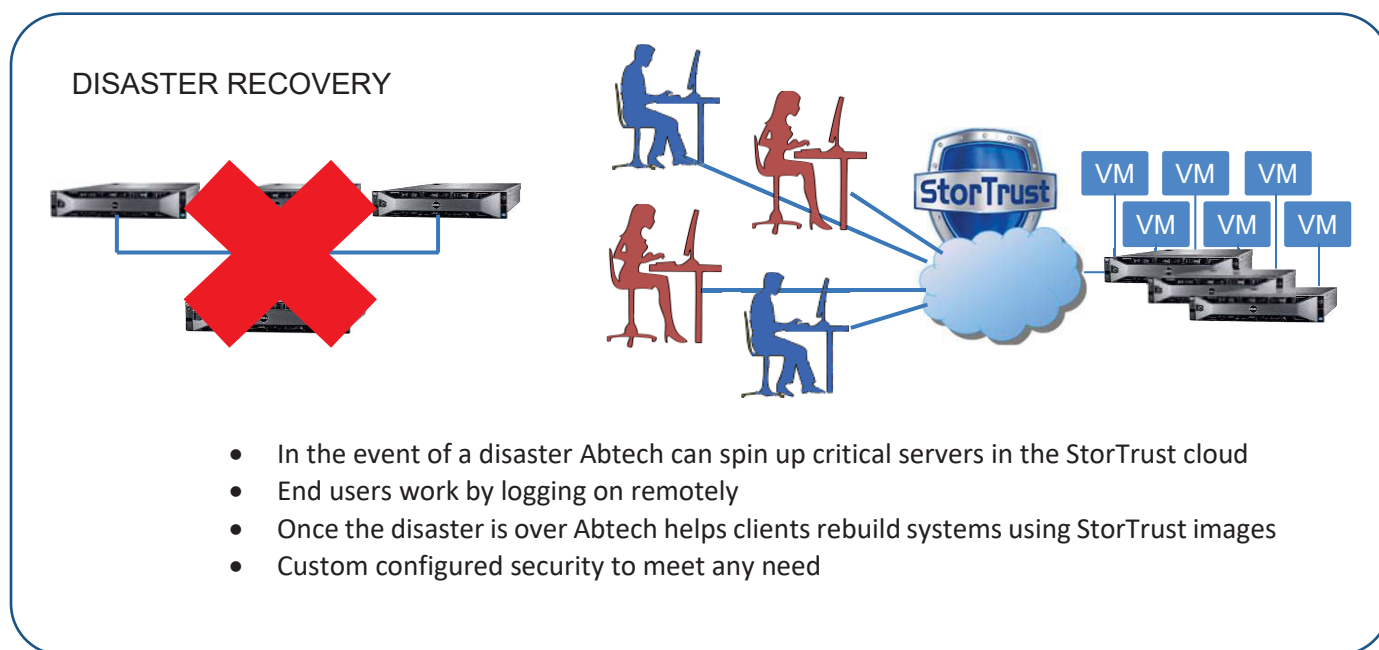 DISASTER RECOVERY
StorTrust
VM VM VM
VM VM VM
• In the event of a disaster Abtech can spin up critical servers in the StorTrust cloud
• End users work by logging on remotely
• Once the disaster is over Abtech helps clients rebuild systems using StorTrust images
• Custom configured security to meet any need